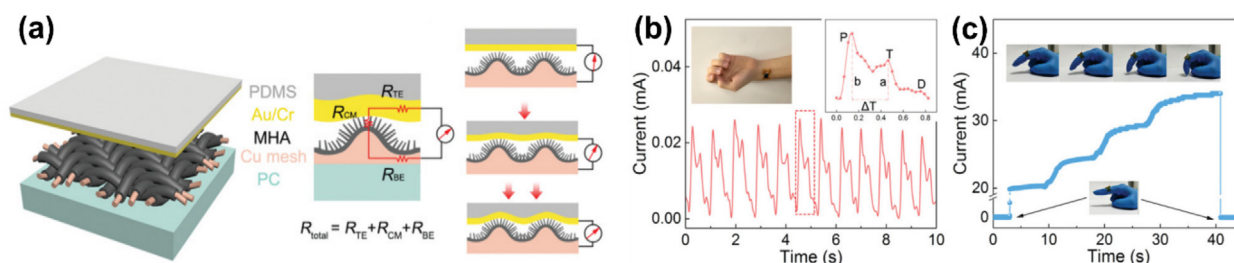 (a)
PDMS
Au/Cr
MHA
Cu mesh
PC
R_TE
R_CM
R_BE
R_total = R_TE+R_CM+R_BE
(b)
Current (mA)
0.04
0.02
0.00
0 2 4 6 8 10
Time (s)
P
T
D
b a
ΔT
0.0 0.2 0.4 0.6 0.8
(c)
Current (mA)
40
30
20
0
0 10 20 30 40
Time (s)